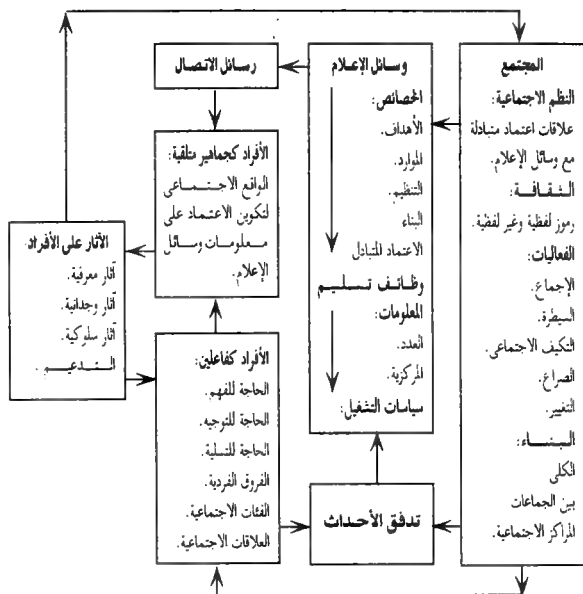 المجتمع
النظم الاجتماعية:
علاقات اعتماد متبادلة
مع وسائل الإعلام.
الثقافة:
رموز لفظية وغير لفظية.
الفعاليات:
الإجماع.
السيطرة.
التكيف الاجتماعى.
الصراع.
التغيير.
البناء:
الكلى
بين الجماعات
المراكز الاجتماعية.
وسائل الإعلام
الخصائص:
الأهداف.
الموارد.
التنظيم.
البناء
الاعتماد المتبادل
وظائف تسليم
المعلومات:
العدد.
المركزية.
سياسات التشغيل:
رسائل الاتصال
الأفراد كجماهير متلقية:
الواقع الاجتماعى
لتكوين الاعتماد على
معلومات وسائل
الإعلام.
الأفراد كفاعلين:
الحاجة للفهم.
الحاجة للتوجيه.
الحاجة للتسلية.
الفروق الفردية.
الفئات الاجتماعية.
العلاقات الاجتماعية.
تدفق الأحداث
الآثار على الأفراد.
آثار معرفية.
آثار وجدانية.
آثار سلوكية.
التدعيم.